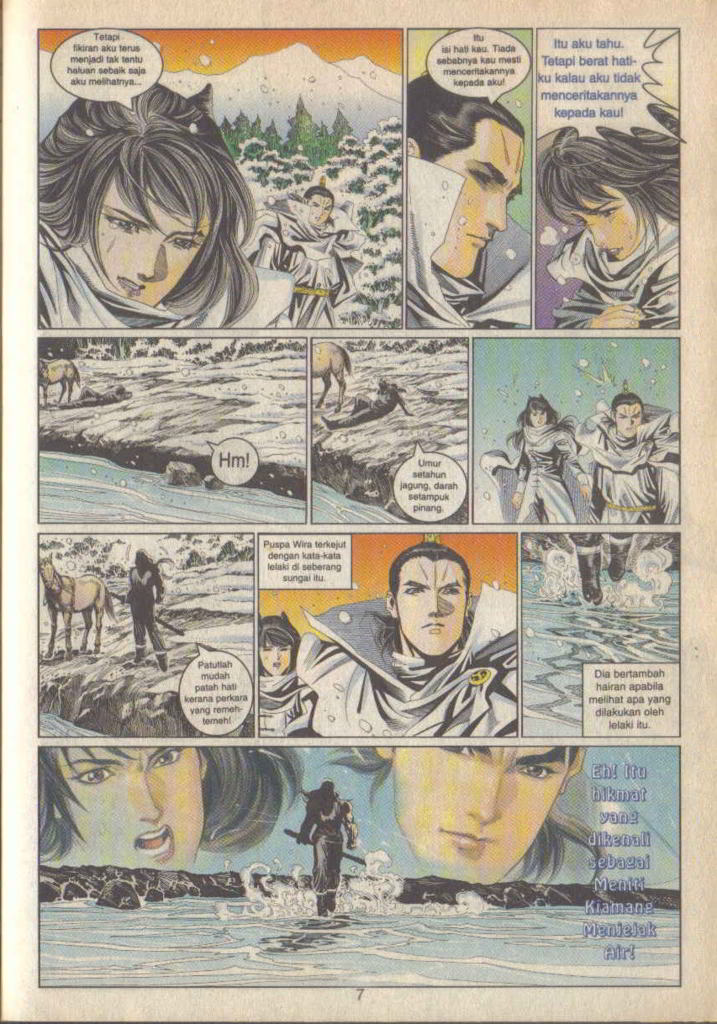 Tetapi
fikiran aku terus
menjadi tak tentu
haluan sebaik saja
aku melihatnya...
Itu
isi hati kau. Tiada
sebabnya kau mesti
menceritakannya
kepada aku!
Itu aku tahu.
Tetapi berat hati-
ku kalau aku tidak
menceritakannya
kepada kau!
Hm!
Umur
setahun
jagung, darah
setampuk
pinang.
Patutlah
mudah
patah hati
kerana perkara
yang remeh-
temeh!
Puspa Wira terkejut
dengan kata-kata
lelaki di seberang
sungai itu.
Dia bertambah
hairan apabila
melihat apa yang
dilakukan oleh
lelaki itu.
Eh! Itu
hikmat
yang
dikenali
sebagai
Meniti
Kiamang
Menjejak
Air!
7